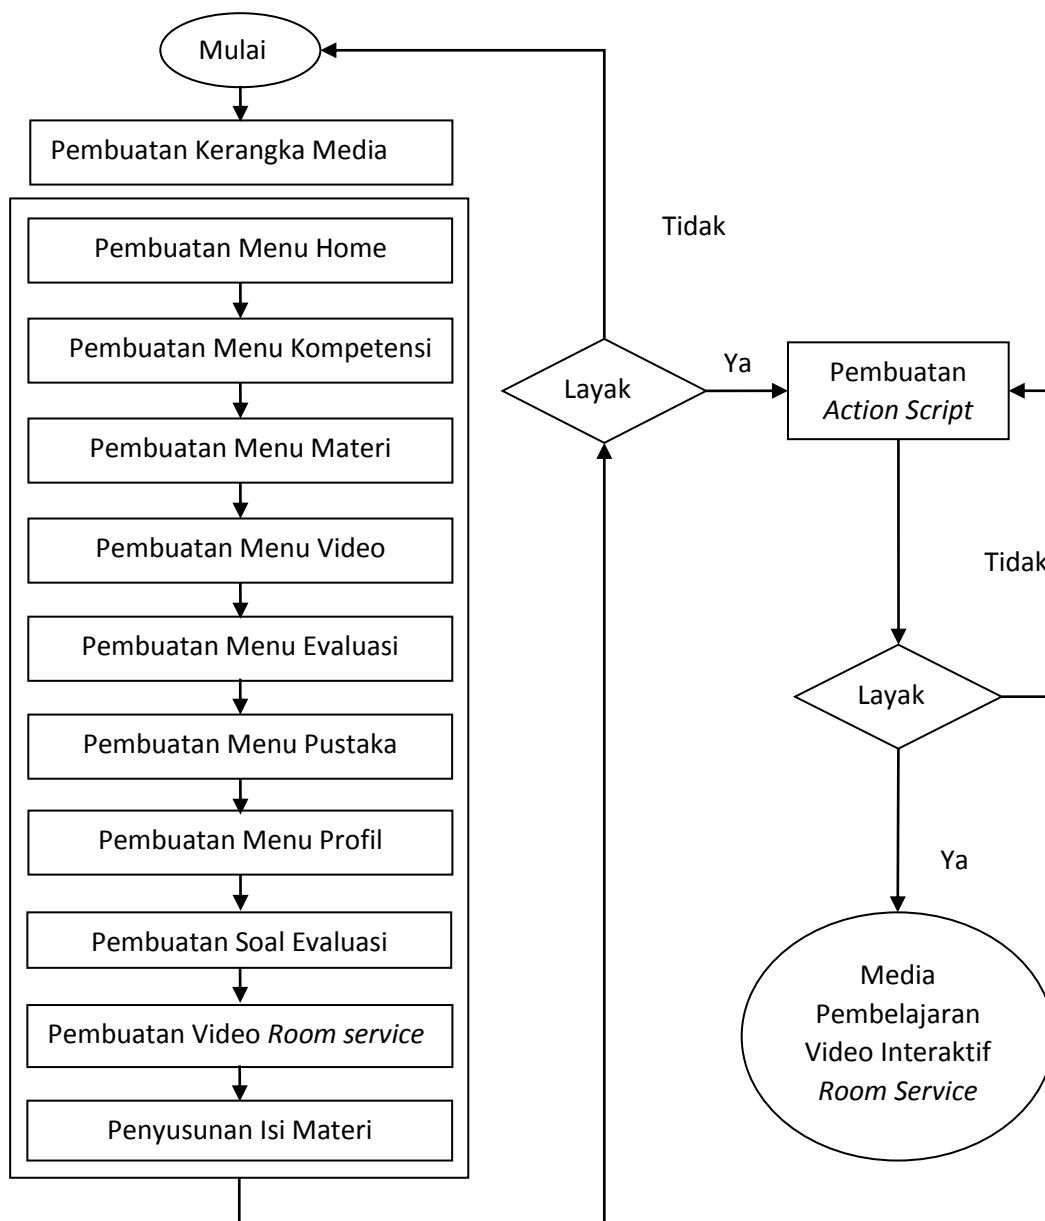 Mulai
Pembuatan Kerangka Media
Pembuatan Menu Home
Pembuatan Menu Kompetensi
Pembuatan Menu Materi
Pembuatan Menu Video
Pembuatan Menu Evaluasi
Pembuatan Menu Pustaka
Pembuatan Menu Profil
Pembuatan Soal Evaluasi
Pembuatan Video Room service
Penyusunan Isi Materi
Tidak
Layak
Ya
Pembuatan
Action Script
Tidak
Layak
Ya
Media
Pembelajaran
Video Interaktif
Room Service